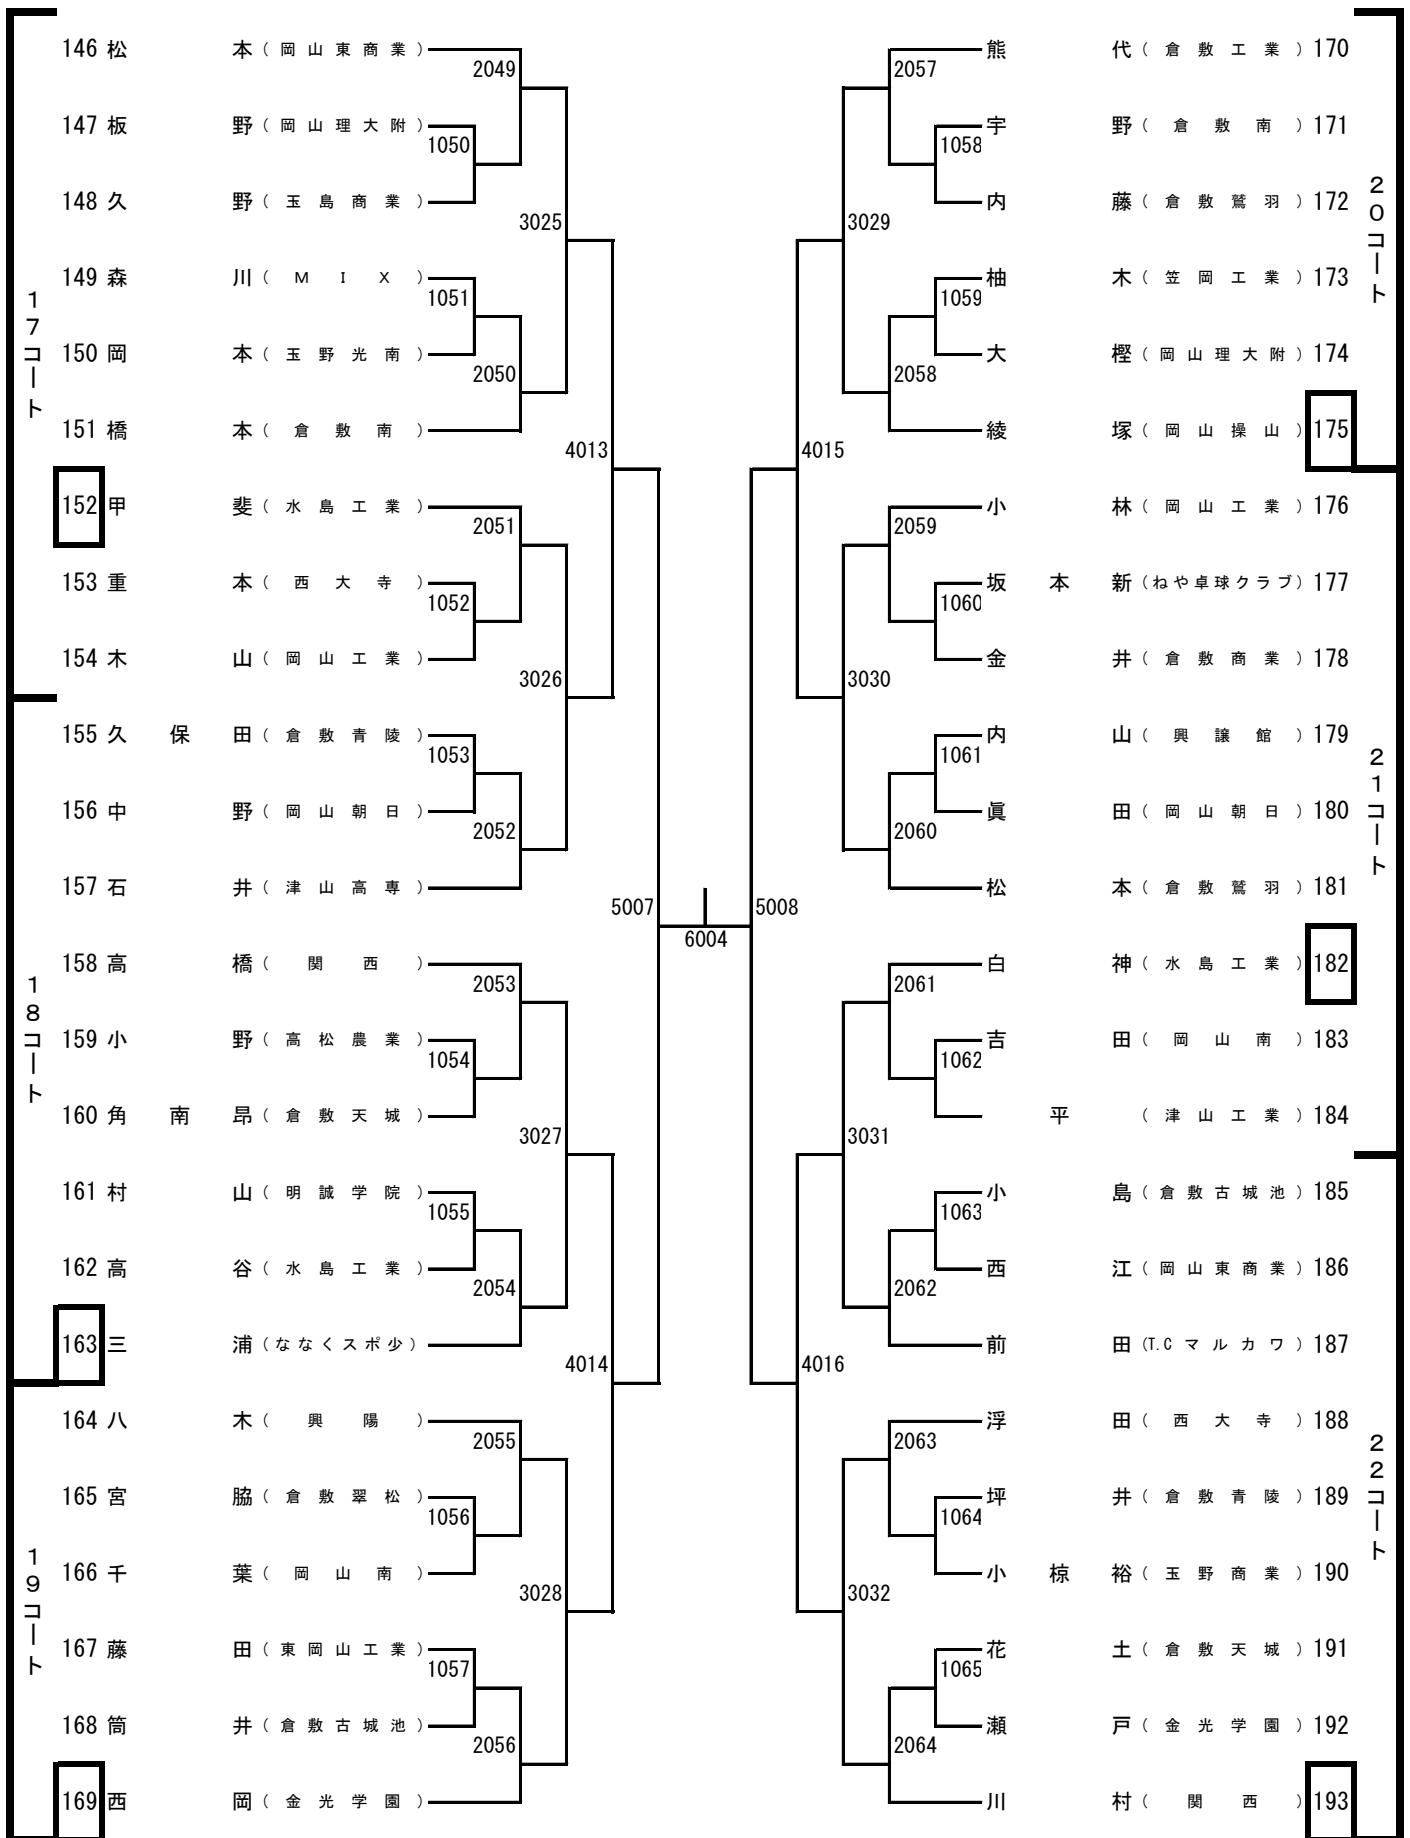 17コート
146 松本（岡山東商業）
2049
147 板野（岡山理大附）
1050
148 久野（玉島商業）
3025
149 森川（ＭＩＸ）
1051
150 岡本（玉野光南）
2050
151 橋本（倉敷南）
4013
152 甲斐（水島工業）
2051
153 重本（西大寺）
1052
154 木山（岡山工業）
3026
18コート
155 久保田（倉敷青陵）
1053
156 中野（岡山朝日）
2052
157 石井（津山高専）
5007
158 高橋（関西）
2053
159 小野（高松農業）
1054
160 角南昂（倉敷天城）
3027
161 村山（明誠学院）
1055
162 高谷（水島工業）
2054
163 三浦（ななくスポ少）
4014
19コート
164 八木（興陽）
2055
165 宮脇（倉敷翠松）
1056
166 千葉（岡山南）
3028
167 藤田（東岡山工業）
1057
168 筒井（倉敷古城池）
2056
169 西岡（金光学園）
6004
20コート
熊代（倉敷工業）170
2057
宇野（倉敷南）171
1058
内藤（倉敷鷲羽）172
3029
柚木（笠岡工業）173
1059
大樫（岡山理大附）174
2058
綾塚（岡山操山）175
4015
21コート
小林（岡山工業）176
2059
坂本新（ねや卓球クラブ）177
1060
金井（倉敷商業）178
3030
内山（興譲館）179
1061
眞田（岡山朝日）180
2060
松本（倉敷鷲羽）181
5008
白神（水島工業）182
2061
吉田（岡山南）183
1062
平（津山工業）184
3031
22コート
小島（倉敷古城池）185
1063
西江（岡山東商業）186
2062
前田（T.C マルカワ）187
4016
浮田（西大寺）188
2063
坪井（倉敷青陵）189
1064
小椋裕（玉野商業）190
3032
花土（倉敷天城）191
1065
瀬戸（金光学園）192
2064
川村（関西）193